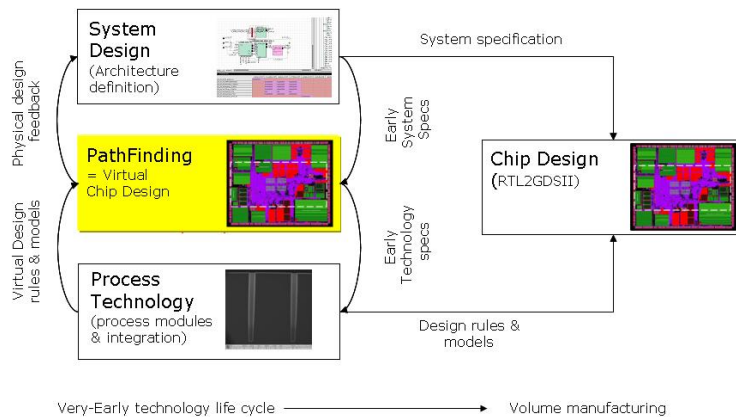 System
Design
(Architecture
definition)
System specification
Physical design
feedback
Early
System
Specs
PathFinding
= Virtual
Chip Design
Chip Design
(RTL2GDSII)
Virtual Design
rules & models
Early
Technology
specs
Process
Technology
(process modules
& integration)
Design rules &
models
Very-Early technology life cycle
Volume manufacturing